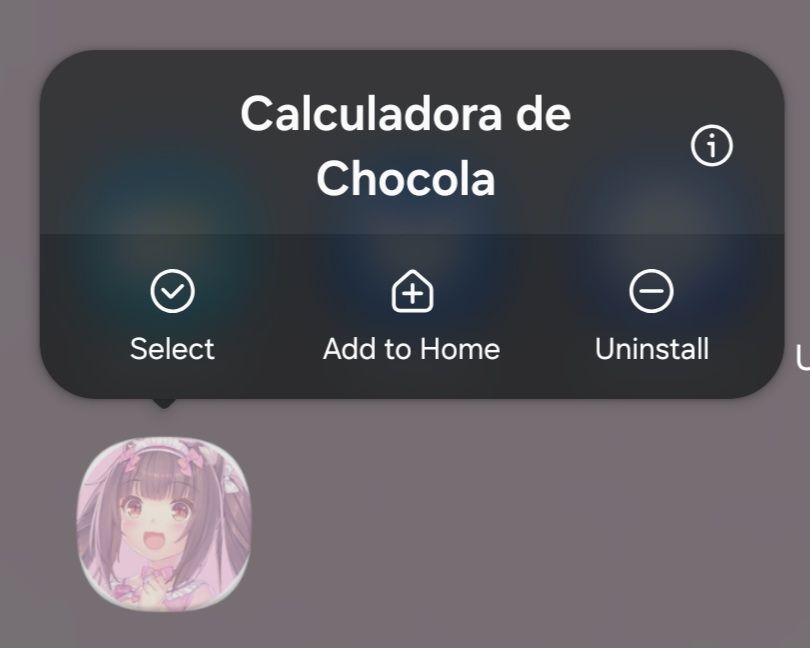 Calculadora de
Chocola
Select
Add to Home
Uninstall